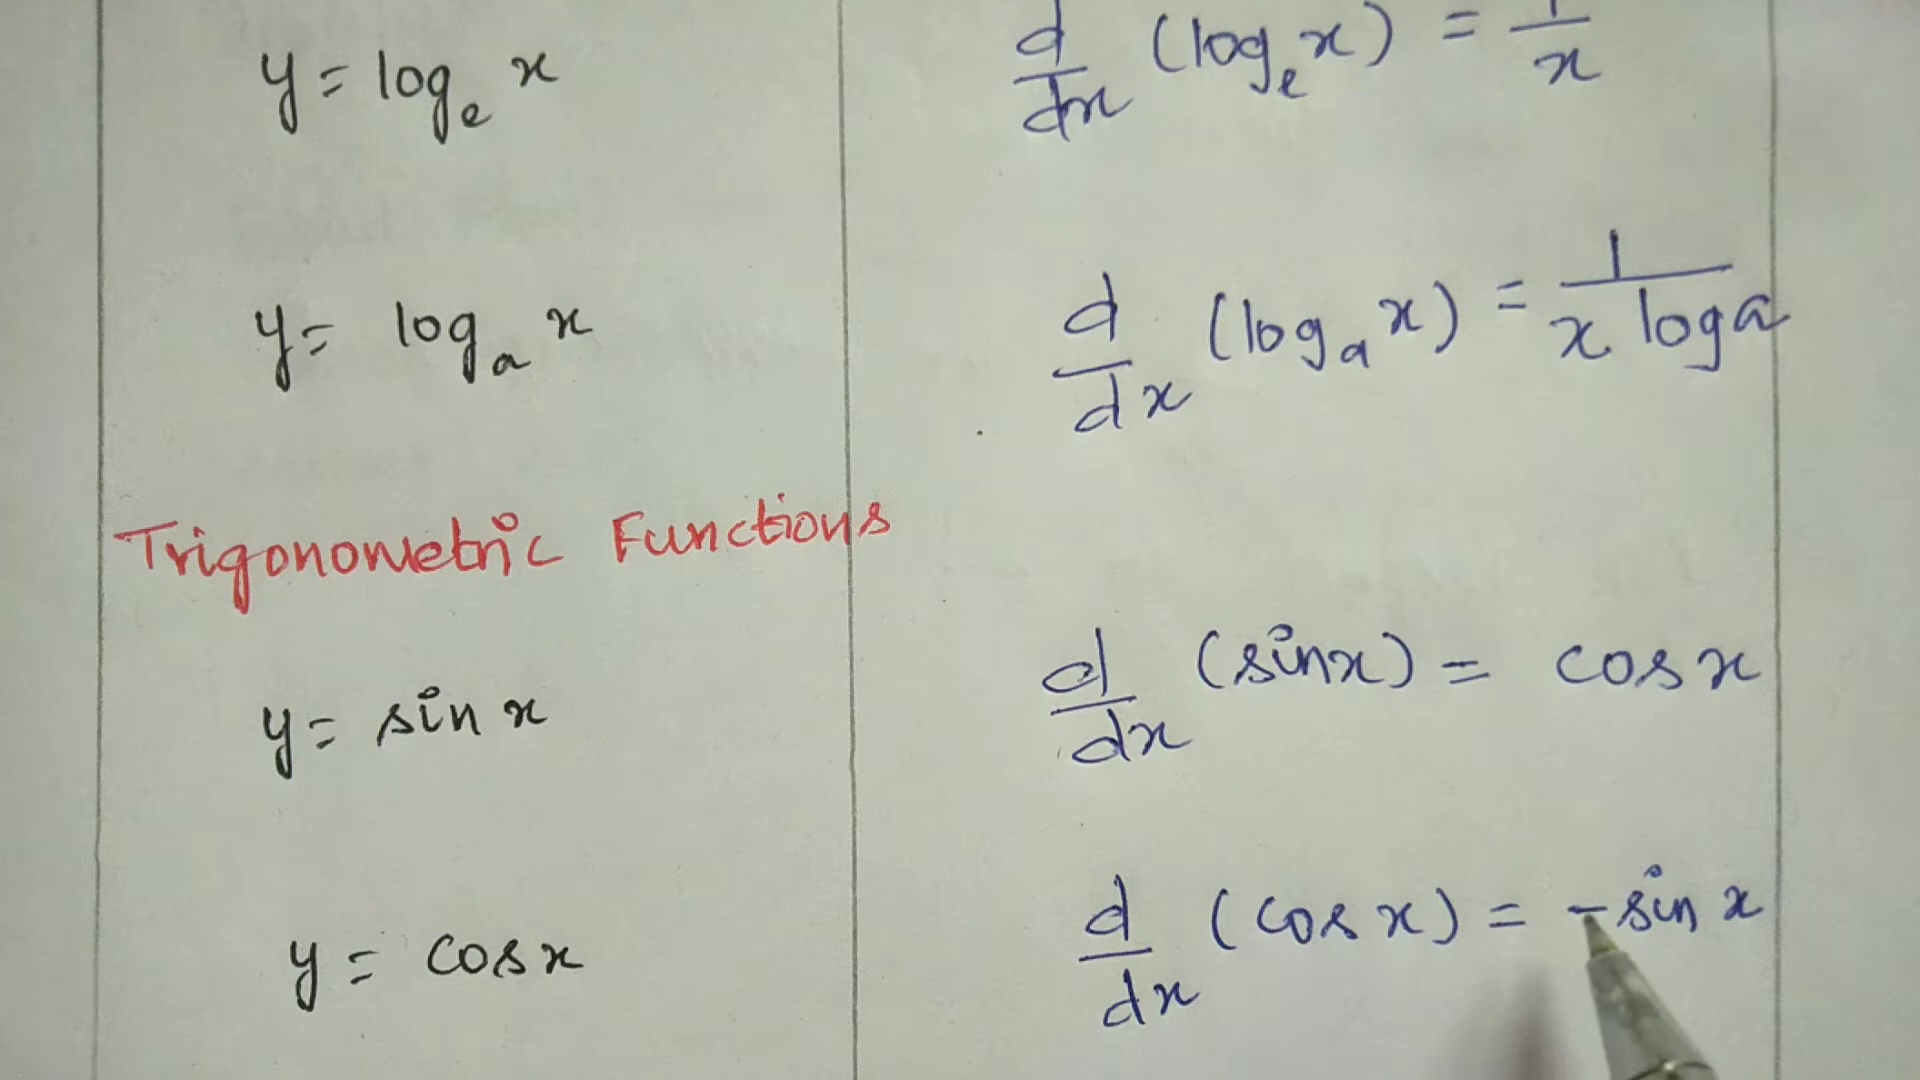 y = logₑ x
d/dx (logₑ x) = 1/x
y = logₐ x
d/dx (logₐ x) = 1/(x log a)
Trigonometric Functions
y = sin x
d/dx (sin x) = cos x
y = cos x
d/dx (cos x) = -sin x